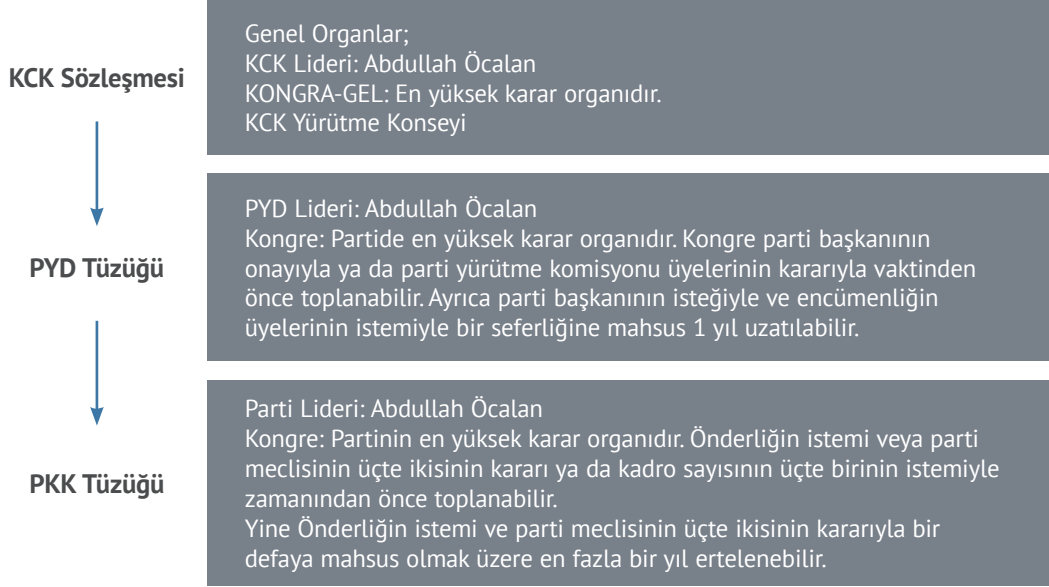 KCK Sözleşmesi
Genel Organlar;
KCK Lideri: Abdullah Öcalan
KONGRA-GEL: En yüksek karar organıdır.
KCK Yürütme Konseyi
PYD Tüzüğü
PYD Lideri: Abdullah Öcalan
Kongre: Partide en yüksek karar organıdır. Kongre parti başkanının
onayıyla ya da parti yürütme komisyonu üyelerinin kararıyla vaktinden
önce toplanabilir. Ayrıca parti başkanının isteğiyle ve encümenliğin
üyelerinin istemiyle bir seferliğine mahsus 1 yıl uzatılabilir.
PKK Tüzüğü
Parti Lideri: Abdullah Öcalan
Kongre: Partinin en yüksek karar organıdır. Önderliğin istemi veya parti
meclisinin üçte ikisinin kararı ya da kadro sayısının üçte birinin istemiyle
zamanından önce toplanabilir.
Yine Önderliğin istemi ve parti meclisinin üçte ikisinin kararıyla bir
defaya mahsus olmak üzere en fazla bir yıl ertelenebilir.